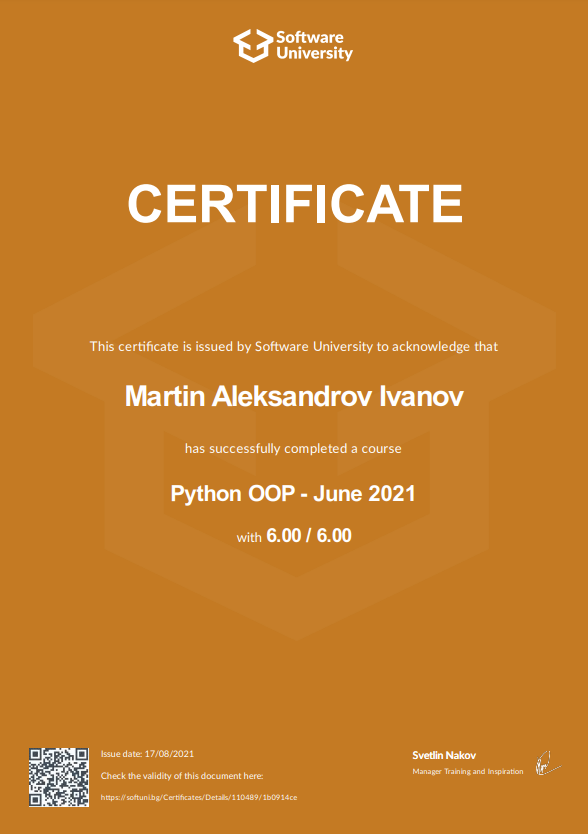 Software
University
CERTIFICATE
This certificate is issued by Software University to acknowledge that
Martin Aleksandrov Ivanov
has successfully completed a course
Python OOP - June 2021
with 6.00 / 6.00
Issue date: 17/08/2021
Check the validity of this document here:
https://softuni.bg/Certificates/Details/110489/1b0914ce
Svetlin Nakov
Manager Training and Inspiration